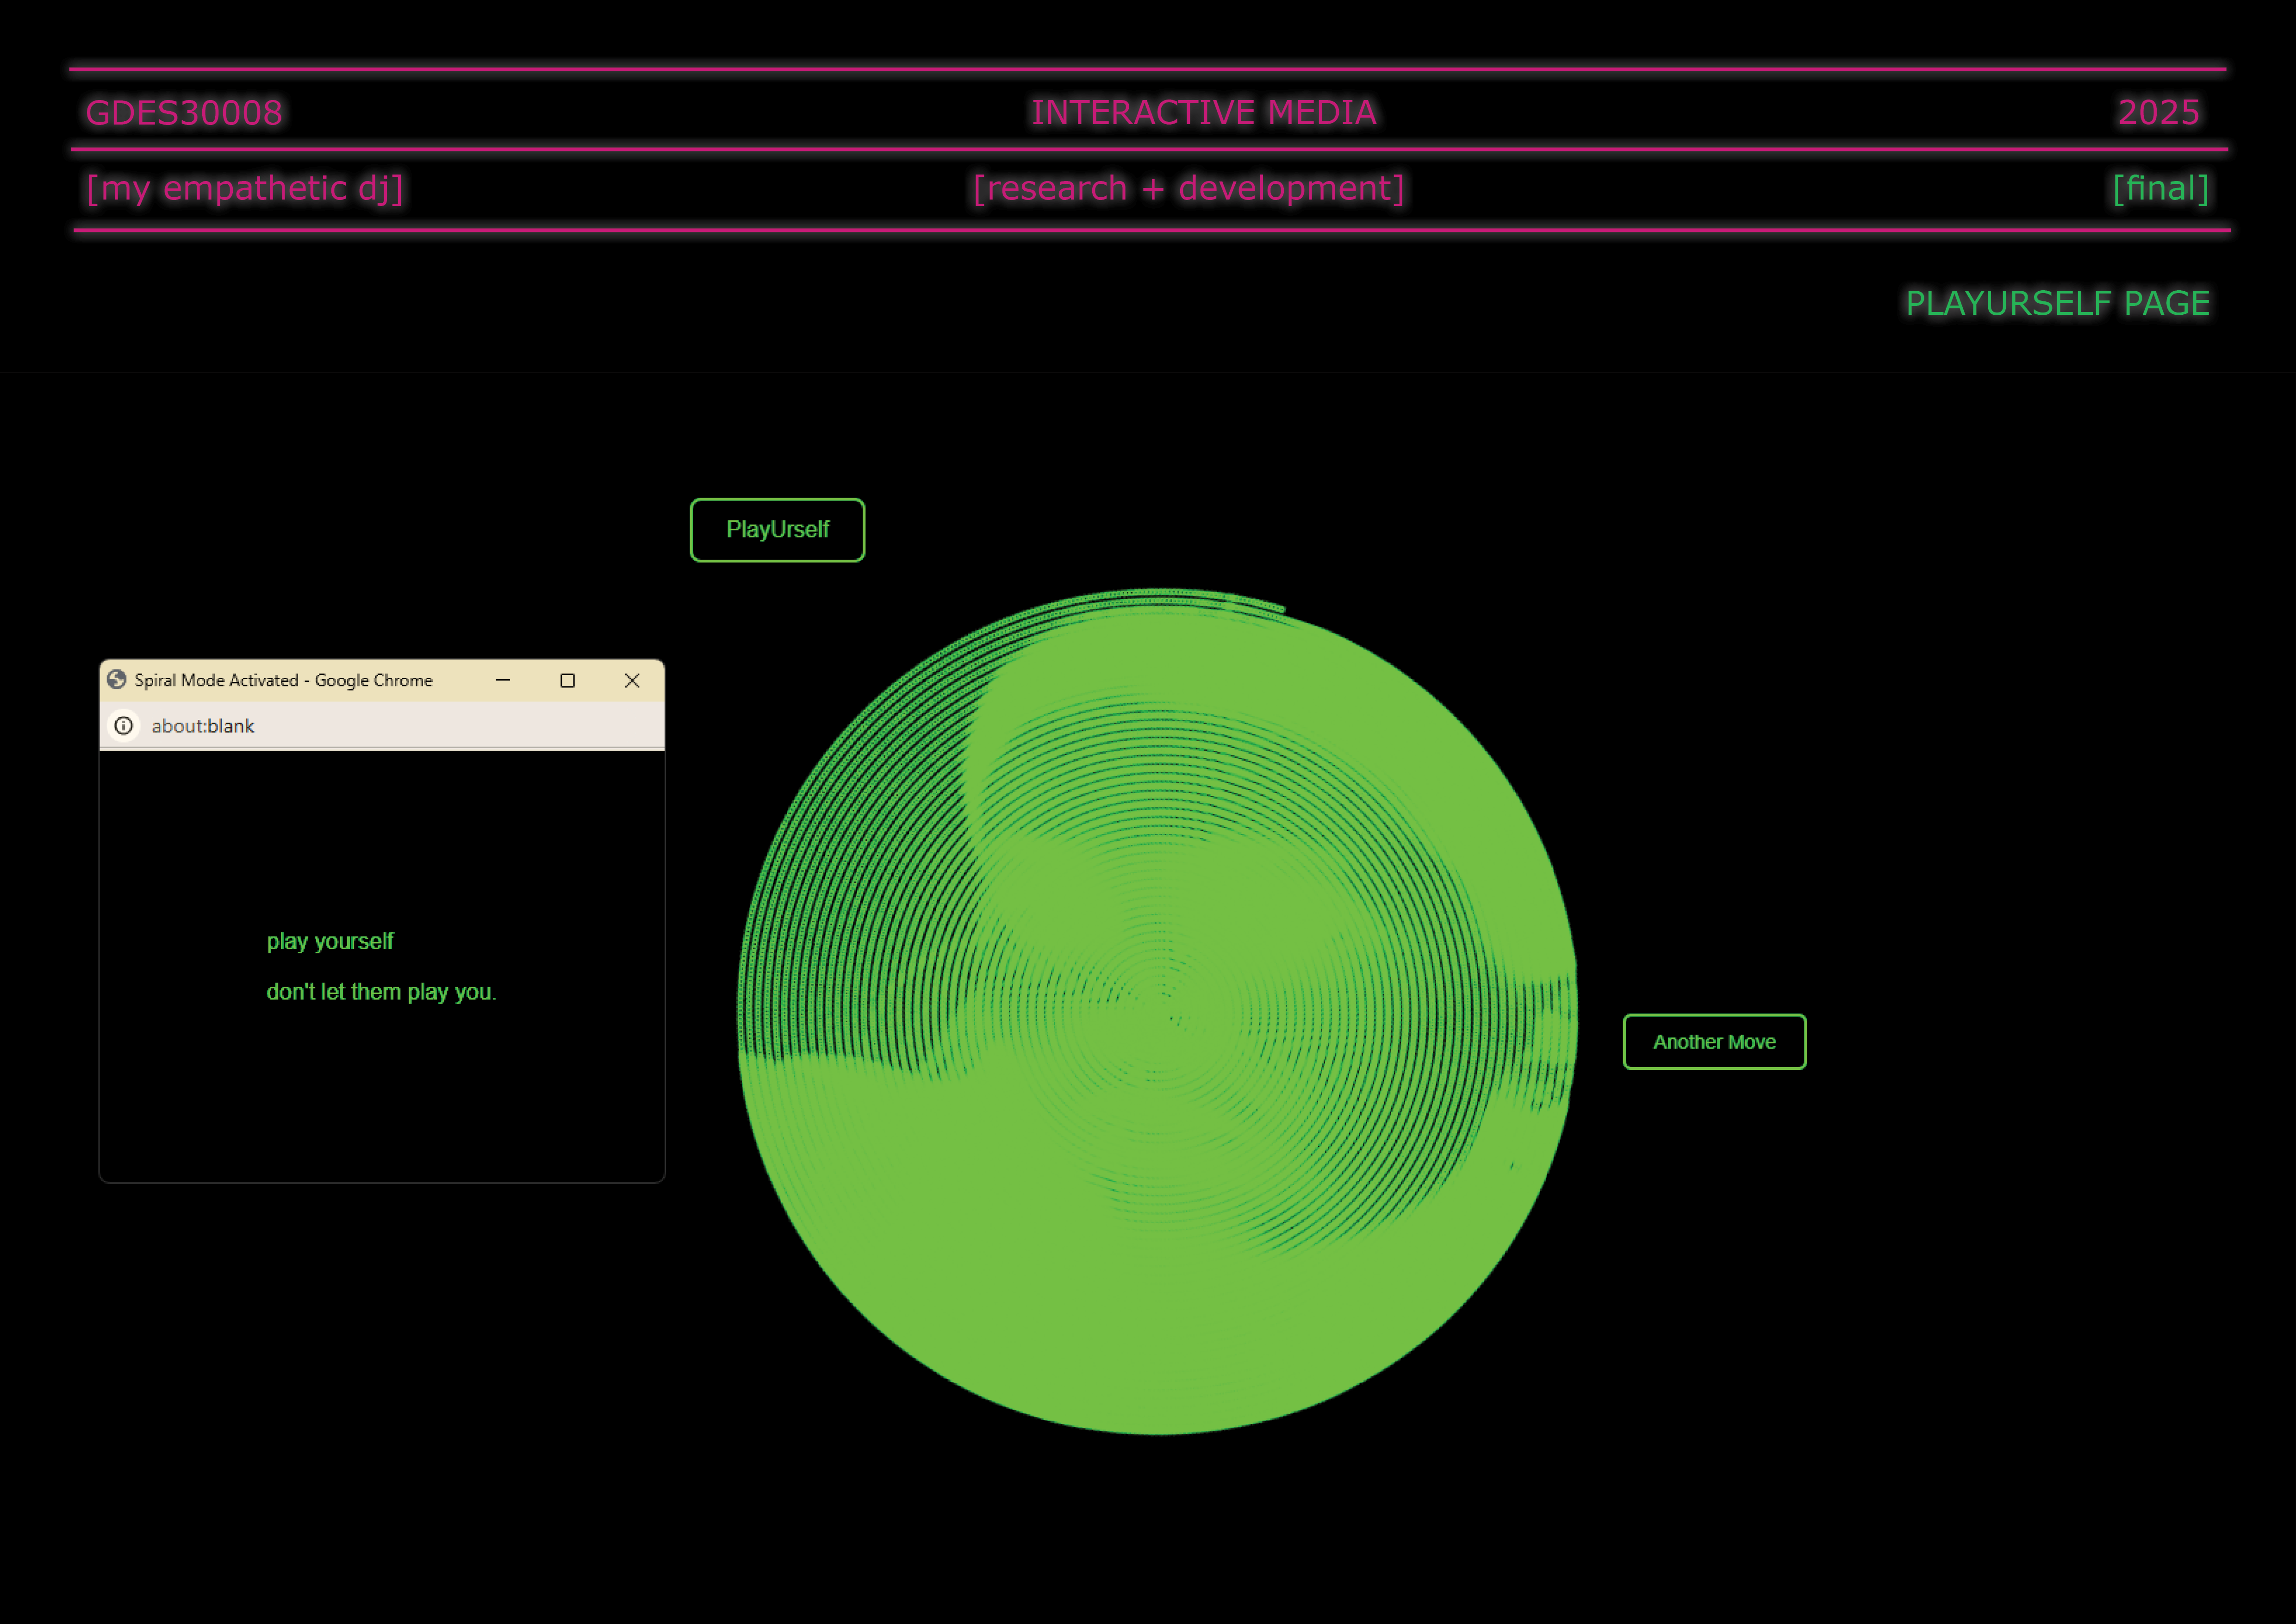 GDES30008 INTERACTIVE MEDIA 2025
[my empathetic dj] [research + development] [final]
PLAYURSELF PAGE
PlayUrself
Spiral Mode Activated - Google Chrome
about:blank
play yourself
don't let them play you.
Another Move